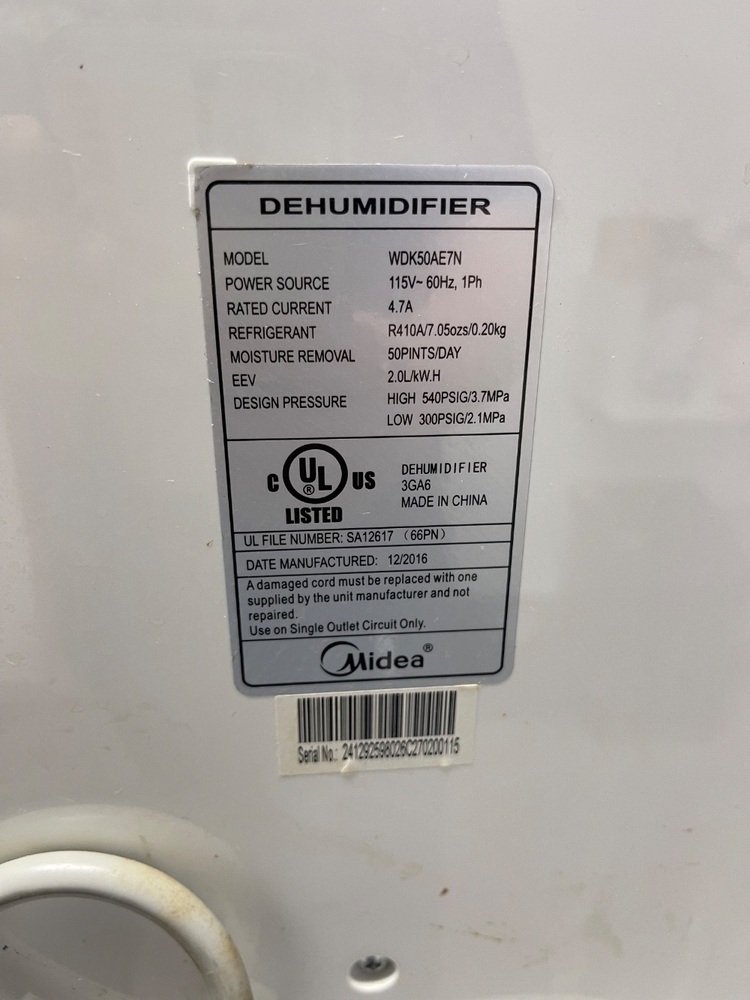 DEHUMIDIFIER
MODEL WDK50AE7N
POWER SOURCE 115V~ 60Hz, 1Ph
RATED CURRENT 4.7A
REFRIGERANT R410A/7.05ozs/0.20kg
MOISTURE REMOVAL 50PINTS/DAY
EEV 2.0L/kW.H
DESIGN PRESSURE HIGH 540PSIG/3.7MPa
LOW 300PSIG/2.1MPa
C UL ® US
LISTED
DEHUMIDIFIER
3GA6
MADE IN CHINA
UL FILE NUMBER: SA12617 (66PN)
DATE MANUFACTURED: 12/2016
A damaged cord must be replaced with one
supplied by the unit manufacturer and not
repaired.
Use on Single Outlet Circuit Only.
Midea®
Serial No.: 241292598026C270200115